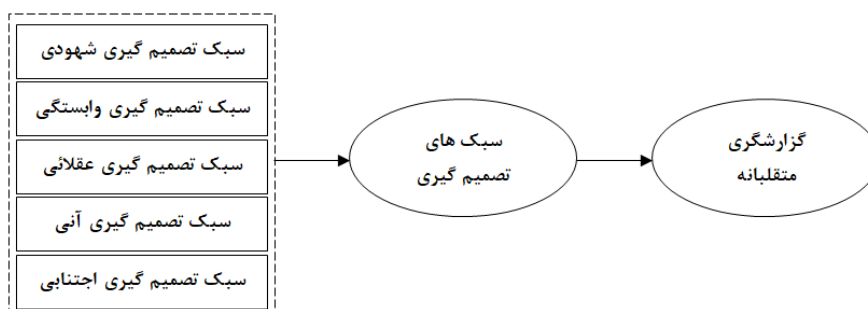 سبک تصمیم گیری شهودی
سبک تصمیم گیری وابستگی
سبک تصمیم گیری عقلائی
سبک تصمیم گیری آنی
سبک تصمیم گیری اجتنابی
سبک های
تصمیم گیری
گزارشگری
متقلبانه